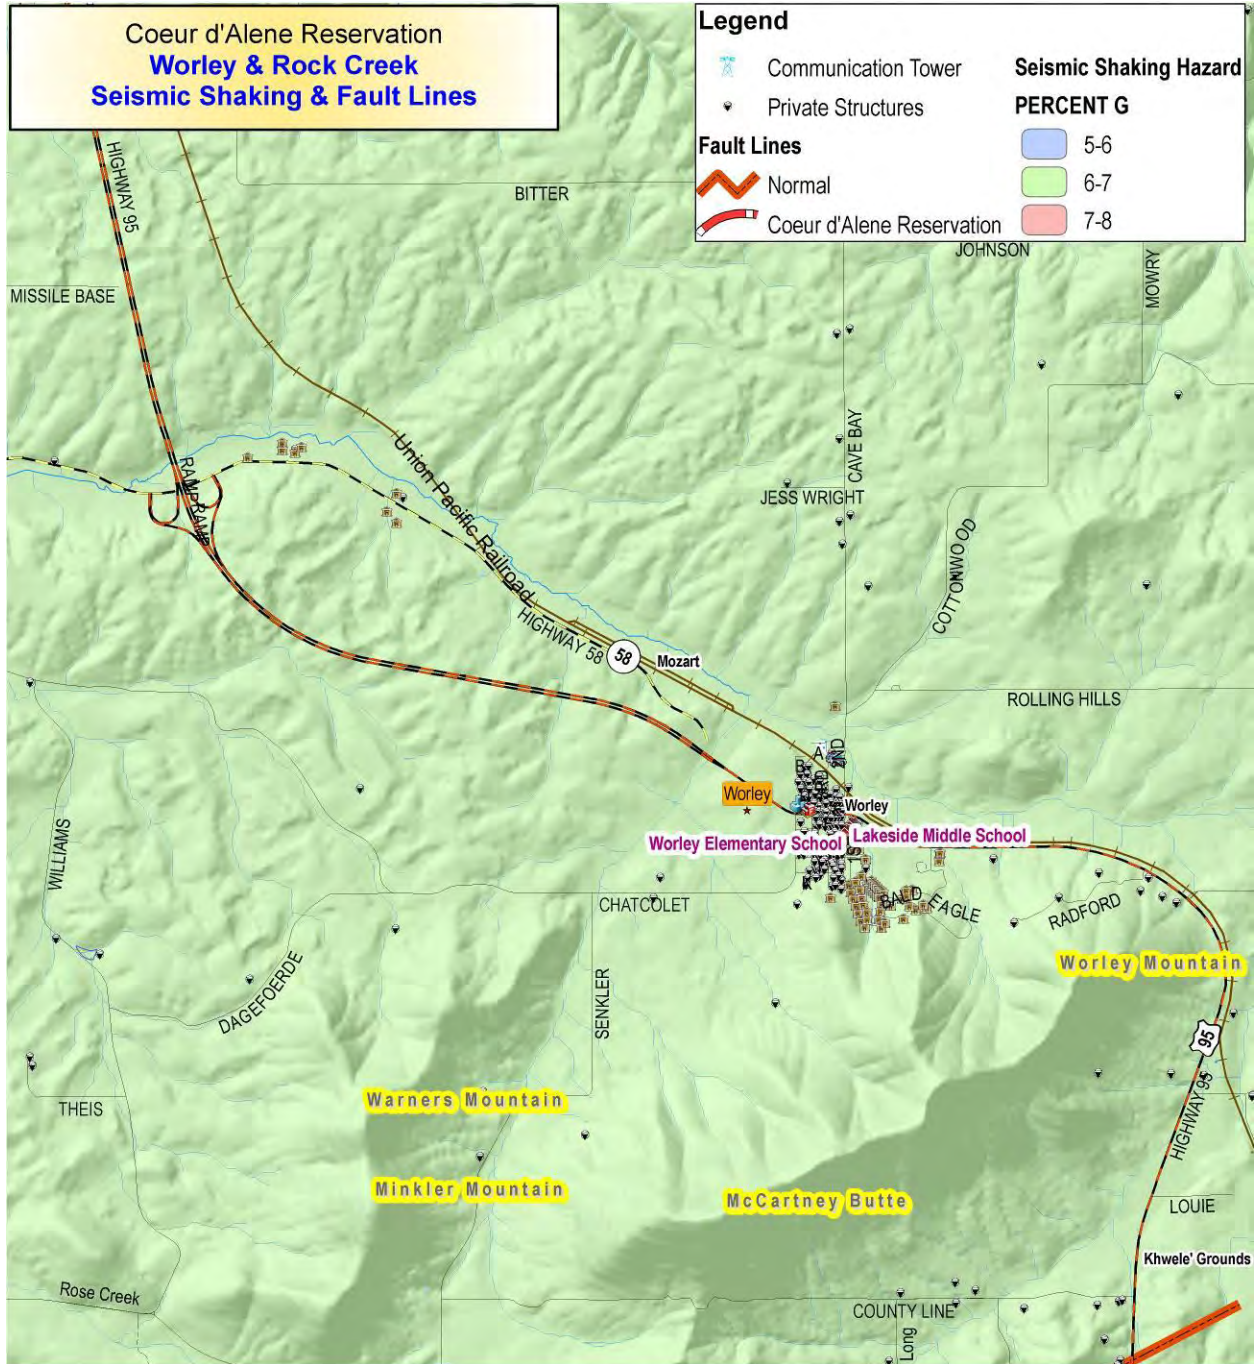 Coeur d'Alene Reservation
Worley & Rock Creek
Seismic Shaking & Fault Lines
Legend
Communication Tower
Private Structures
Fault Lines
Normal
Coeur d'Alene Reservation
Seismic Shaking Hazard
PERCENT G
5-6
6-7
7-8
HIGHWAY 95
BITTER
JOHNSON
MOWRY
MISSILE BASE
CAVE BAY
Union Pacific Railroad
RAMP
RAMP
JESS WRIGHT
COTTONWOOD
HIGHWAY 58
58
Mozart
ROLLING HILLS
A
2ND
B
Worley
Worley
Worley Elementary School
Lakeside Middle School
WILLIAMS
CHATCOLET
BALD EAGLE
RADFORD
Worley Mountain
DAGEFOERDE
SENKLER
95
Warners Mountain
THEIS
HIGHWAY 95
Minkler Mountain
McCartney Butte
LOUIE
Khwele' Grounds
Rose Creek
COUNTY LINE
Long